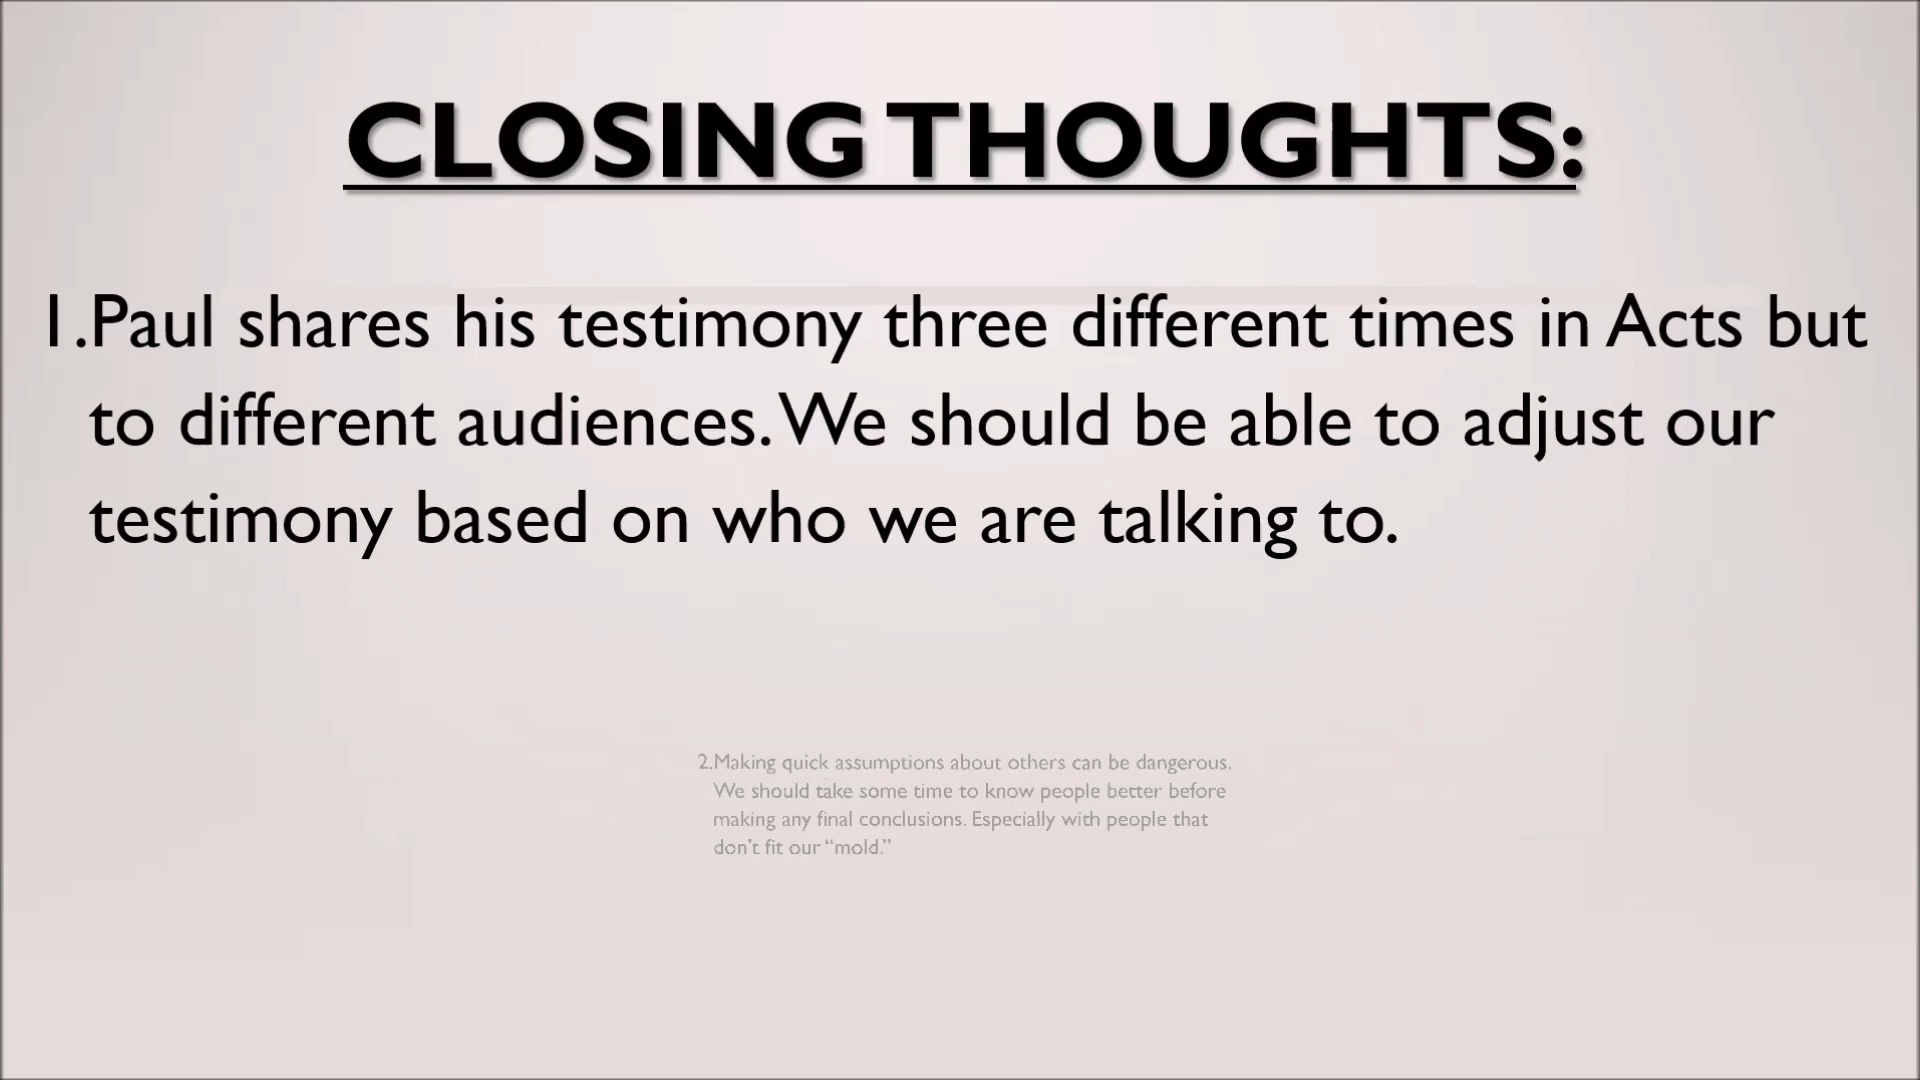 CLOSING THOUGHTS:
1.Paul shares his testimony three different times in Acts but
to different audiences. We should be able to adjust our
testimony based on who we are talking to.
2.Making quick assumptions about others can be dangerous.
We should take some time to know people better before
making any final conclusions. Especially with people that
don’t fit our “mold.”